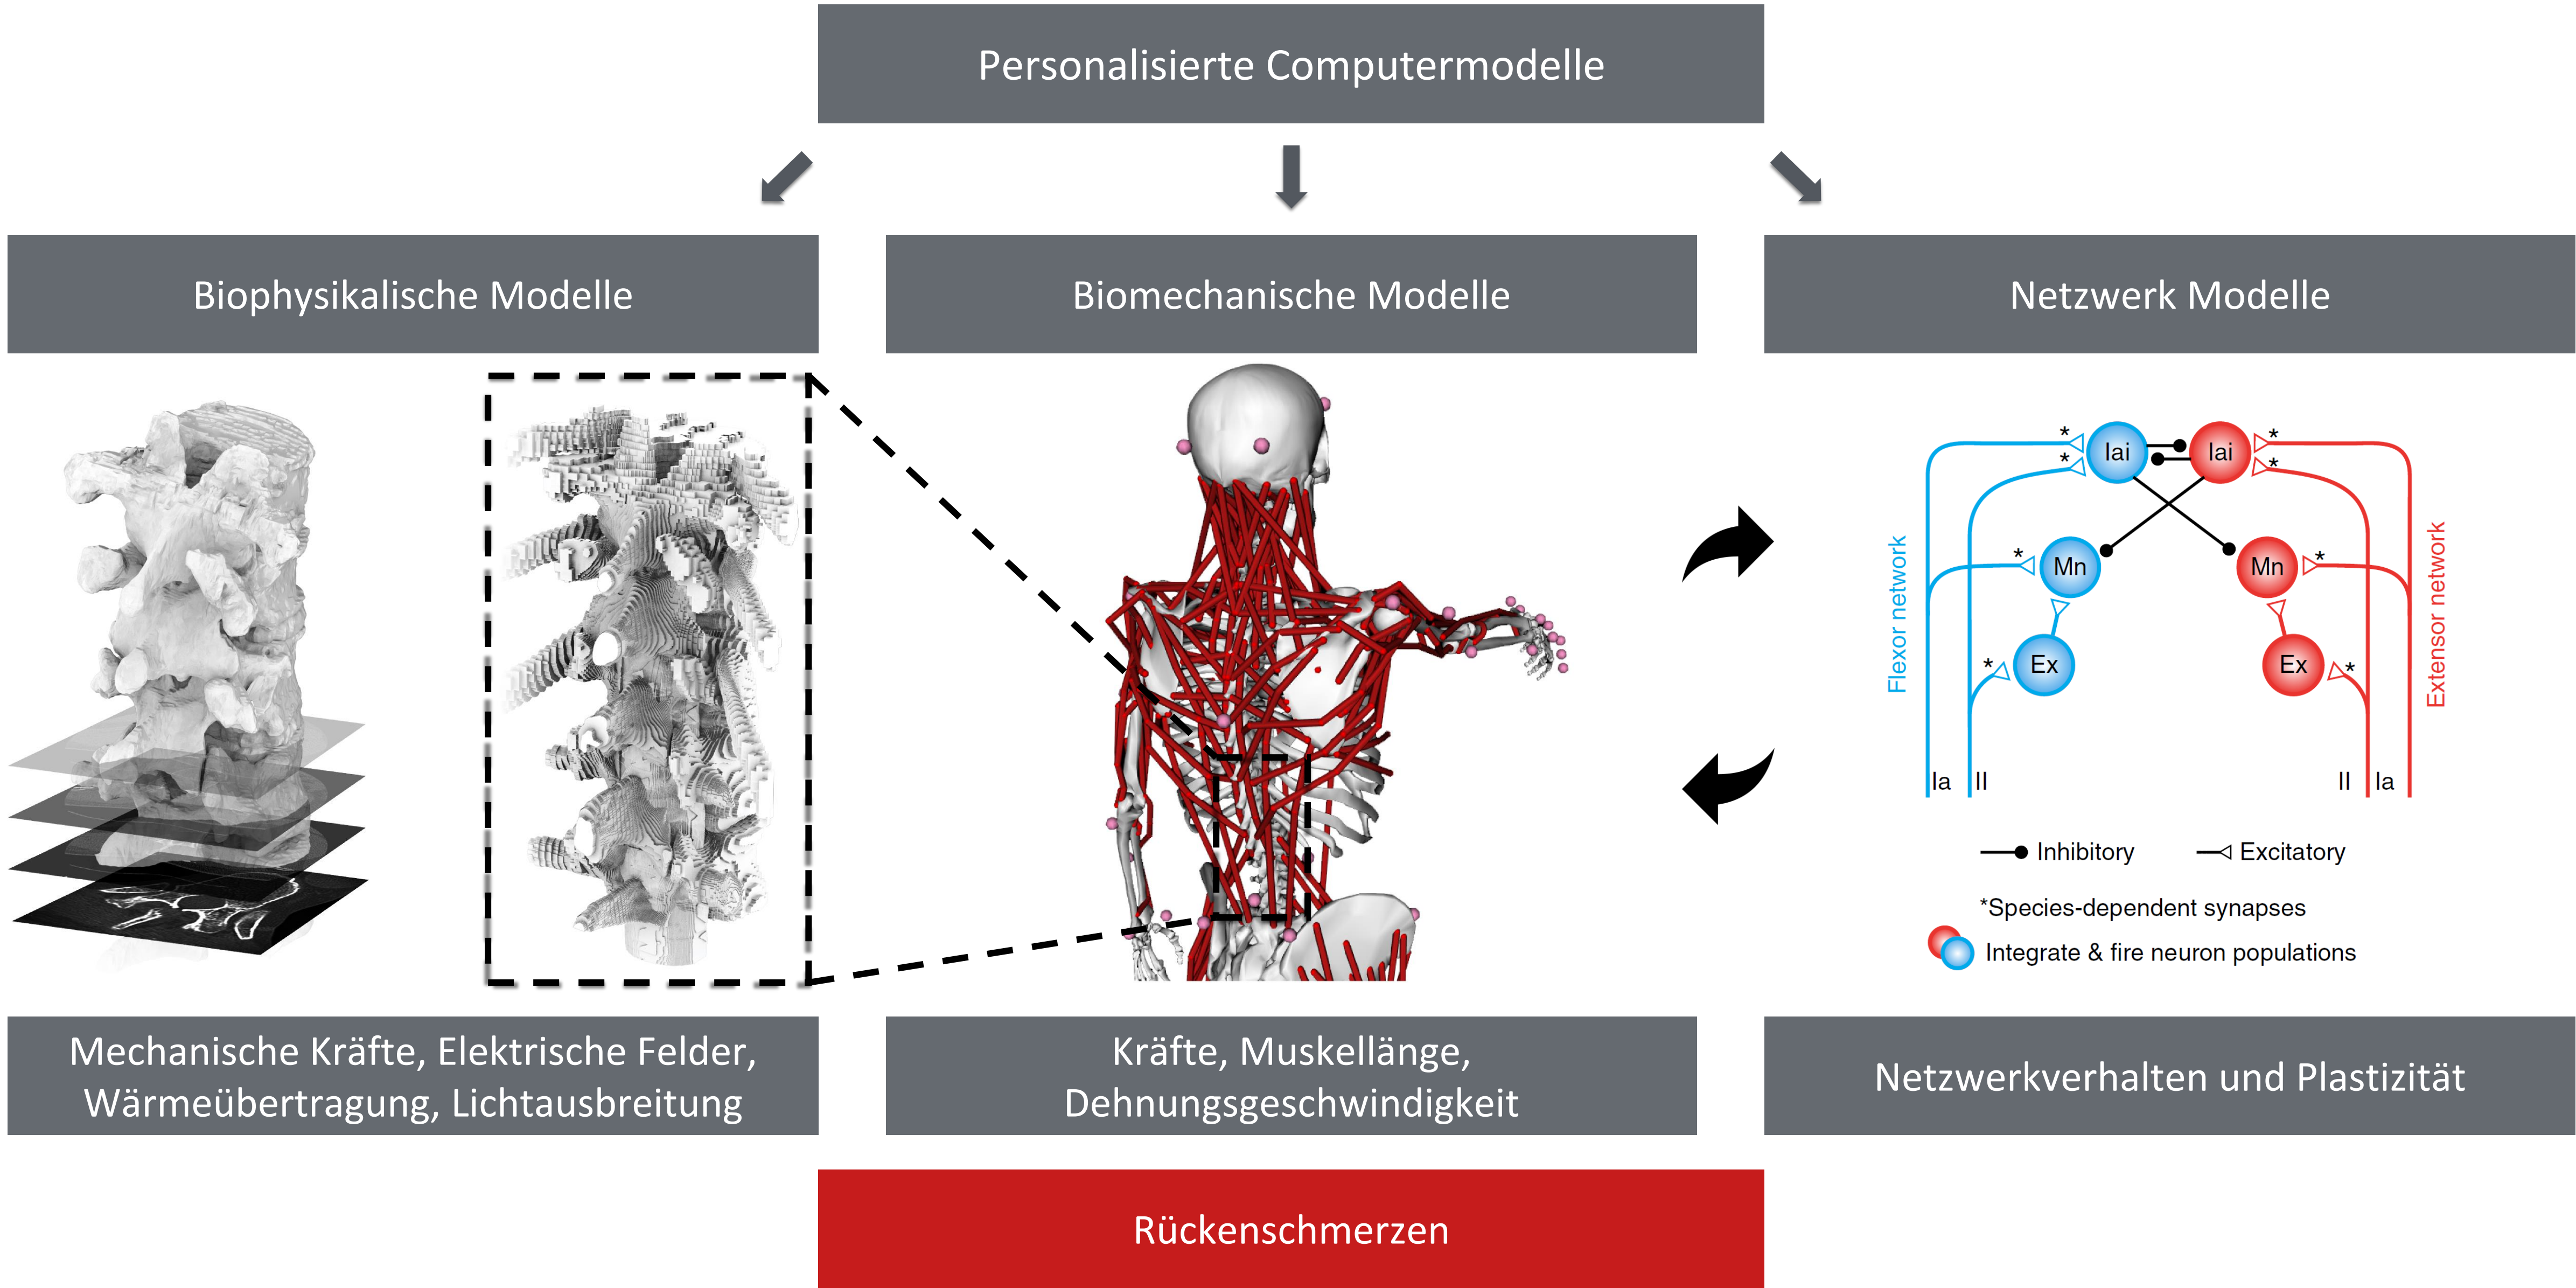 Personalisierte Computermodelle
Biophysikalische Modelle
Biomechanische Modelle
Netzwerk Modelle
* Iai Iai *
* *
Flexor network
* Mn Mn *
Extensor network
* Ex Ex *
Ia II II Ia
Inhibitory Excitatory
*Species-dependent synapses
Integrate & fire neuron populations
Mechanische Kräfte, Elektrische Felder,
Wärmeübertragung, Lichtausbreitung
Kräfte, Muskellänge,
Dehnungsgeschwindigkeit
Netzwerkverhalten und Plastizität
Rückenschmerzen